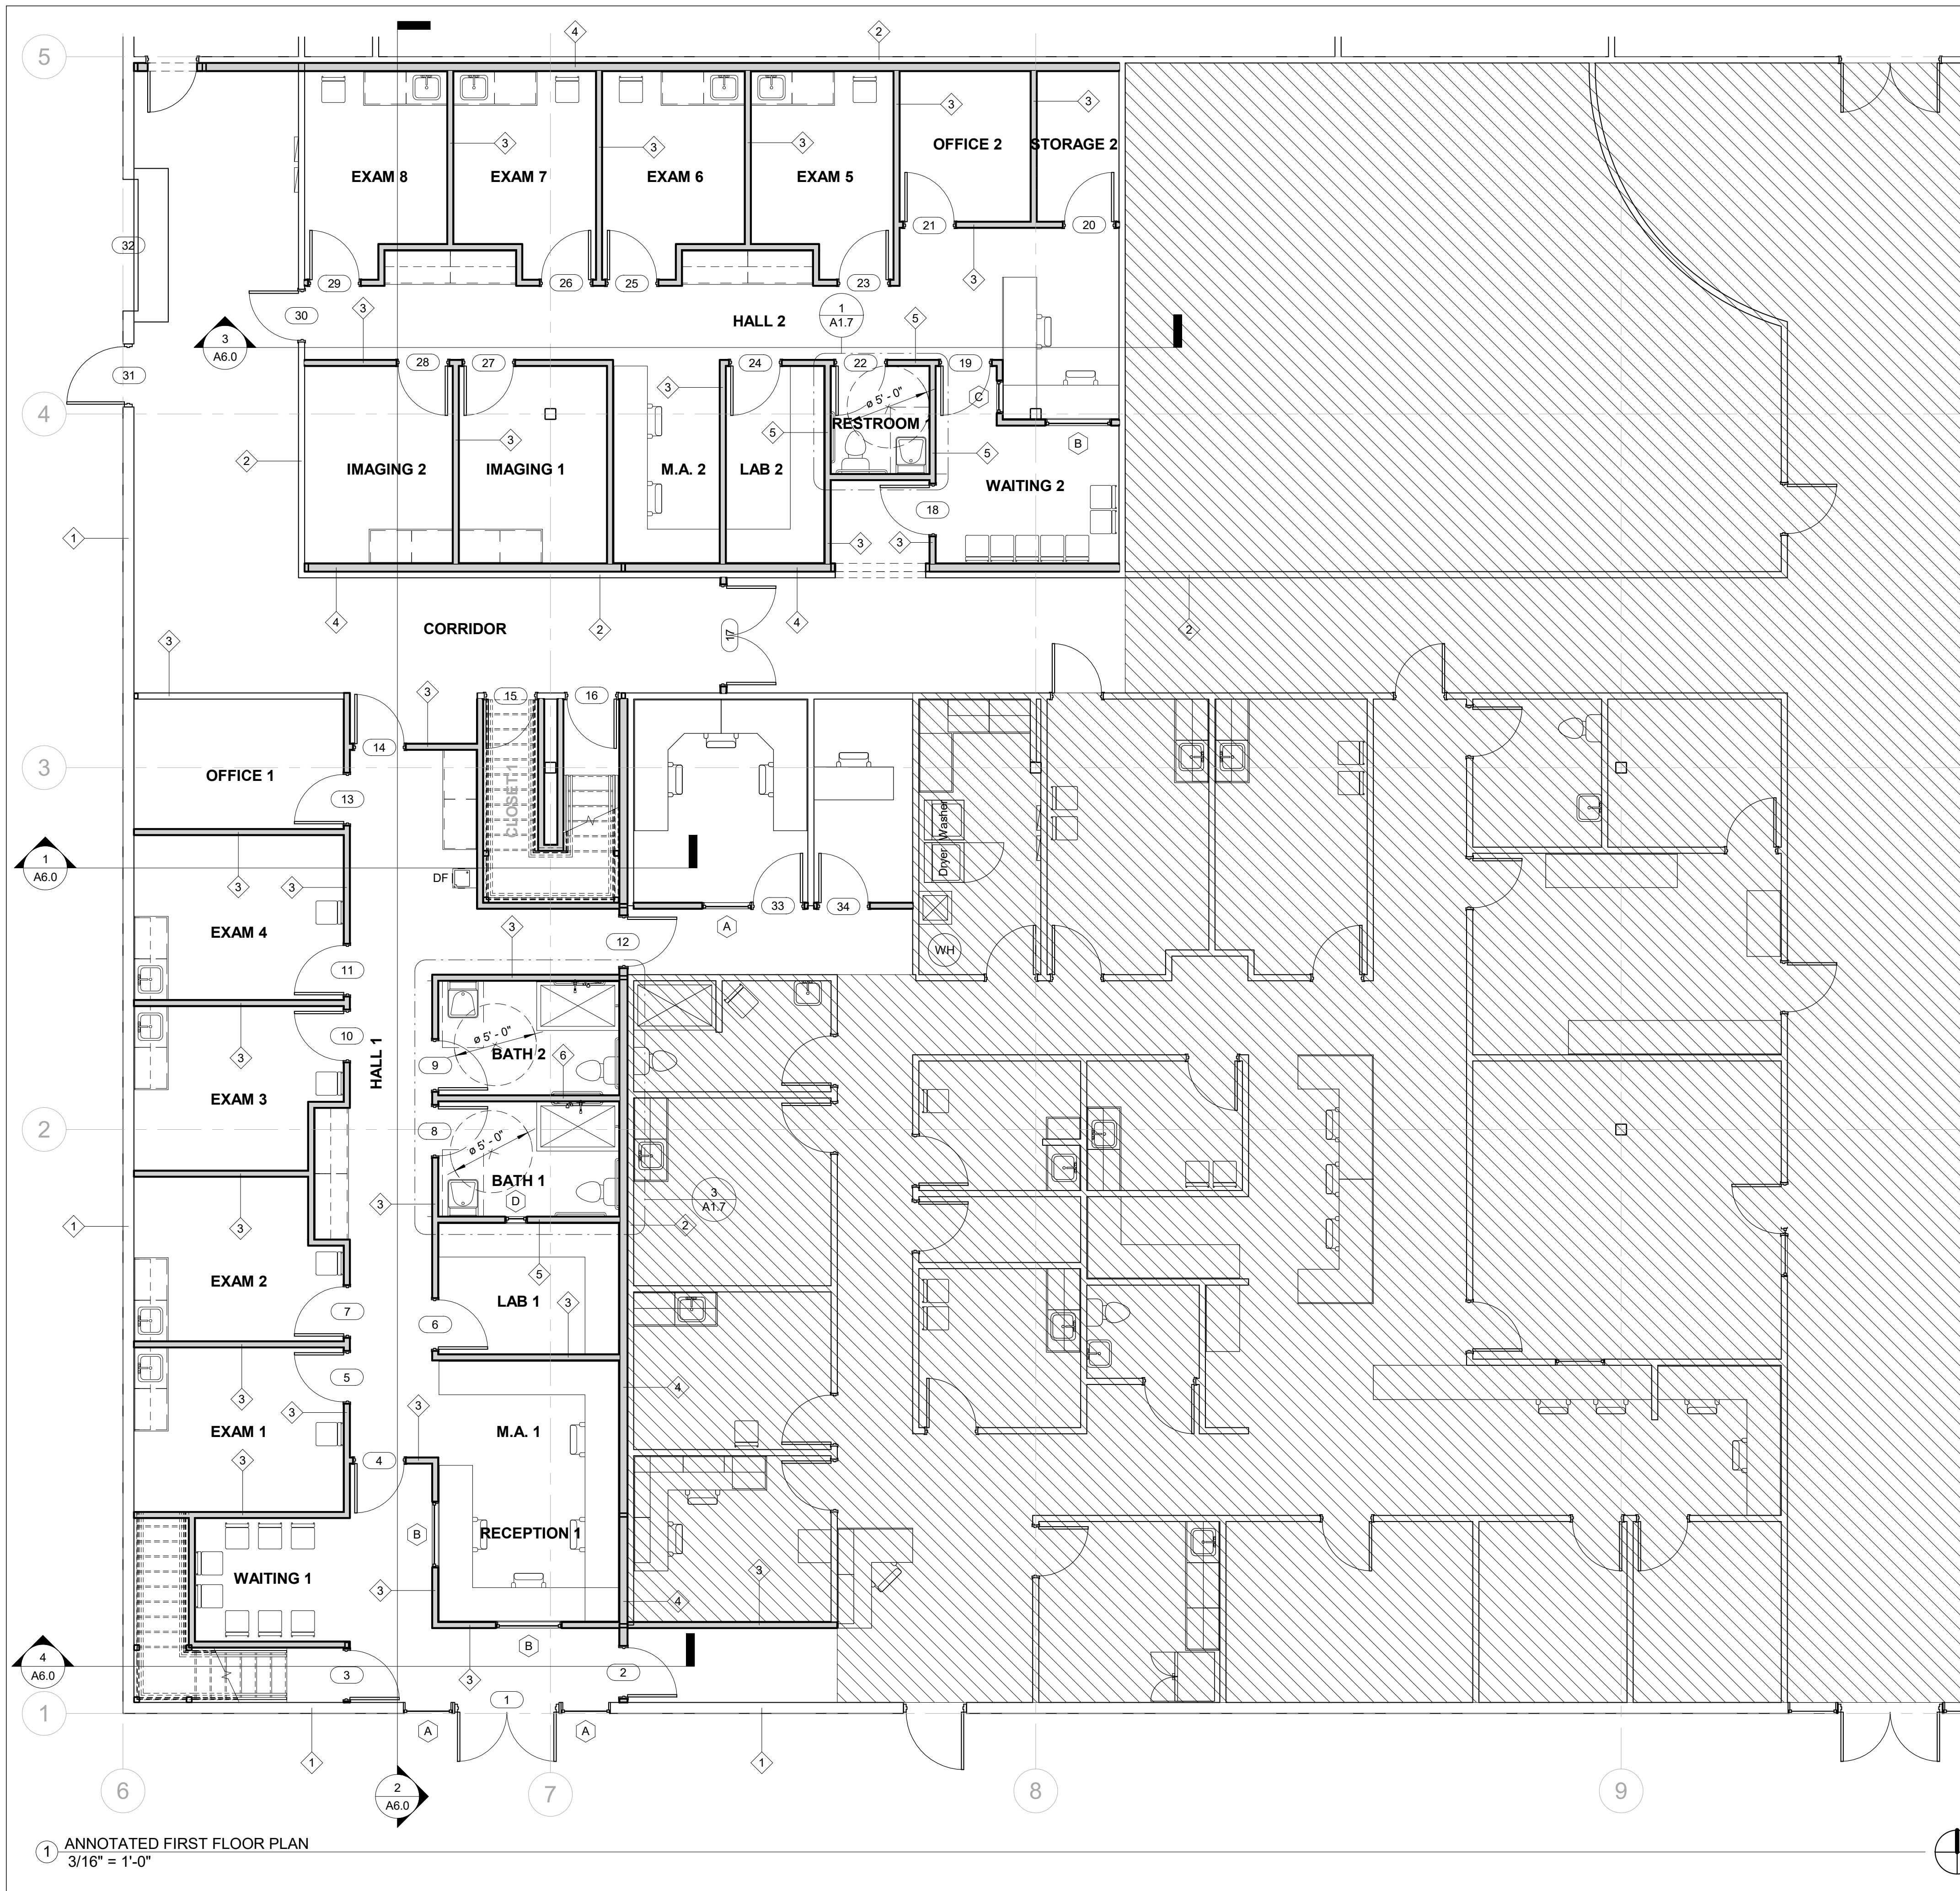 5
4
2
3
3
3
3
3
3
OFFICE 2
STORAGE 2
EXAM 8
EXAM 7
EXAM 6
EXAM 5
32
21
20
3
29
26
25
23
30
3
HALL 2
1
A1.7
5
3
A6.0
31
28
27
24
22
19
4
3
ø 5' - 0"
C
RESTROOM 1
3
5
B
2
5
IMAGING 2
IMAGING 1
M.A. 2
LAB 2
WAITING 2
18
1
3
3
4
2
CORRIDOR
17
4
2
3
3
15
16
14
3
OFFICE 1
CLOSET 1
13
Washer
Dryer
1
A6.0
DF
3
3
33
34
A
3
12
EXAM 4
WH
11
10
ø 5' - 0"
BATH 2
6
9
3
HALL 1
EXAM 3
2
8
ø 5' - 0"
BATH 1
D
3
A1.7
3
3
2
1
EXAM 2
5
LAB 1
3
7
6
5
3
4
3
3
EXAM 1
M.A. 1
3
4
B
RECEPTION 1
WAITING 1
3
3
4
B
4
A6.0
3
3
2
1
1
A
A
1
1
6
2
A6.0
7
8
9
1
ANNOTATED FIRST FLOOR PLAN
3/16" = 1'-0"